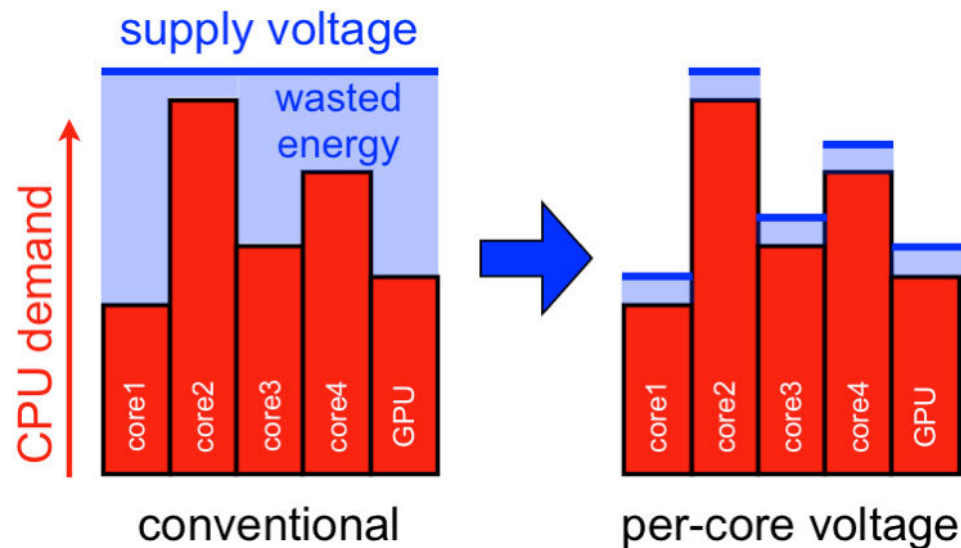 supply voltage
wasted
energy
CPU demand
core1
core2
core3
core4
GPU
conventional
core1
core2
core3
core4
GPU
per-core voltage